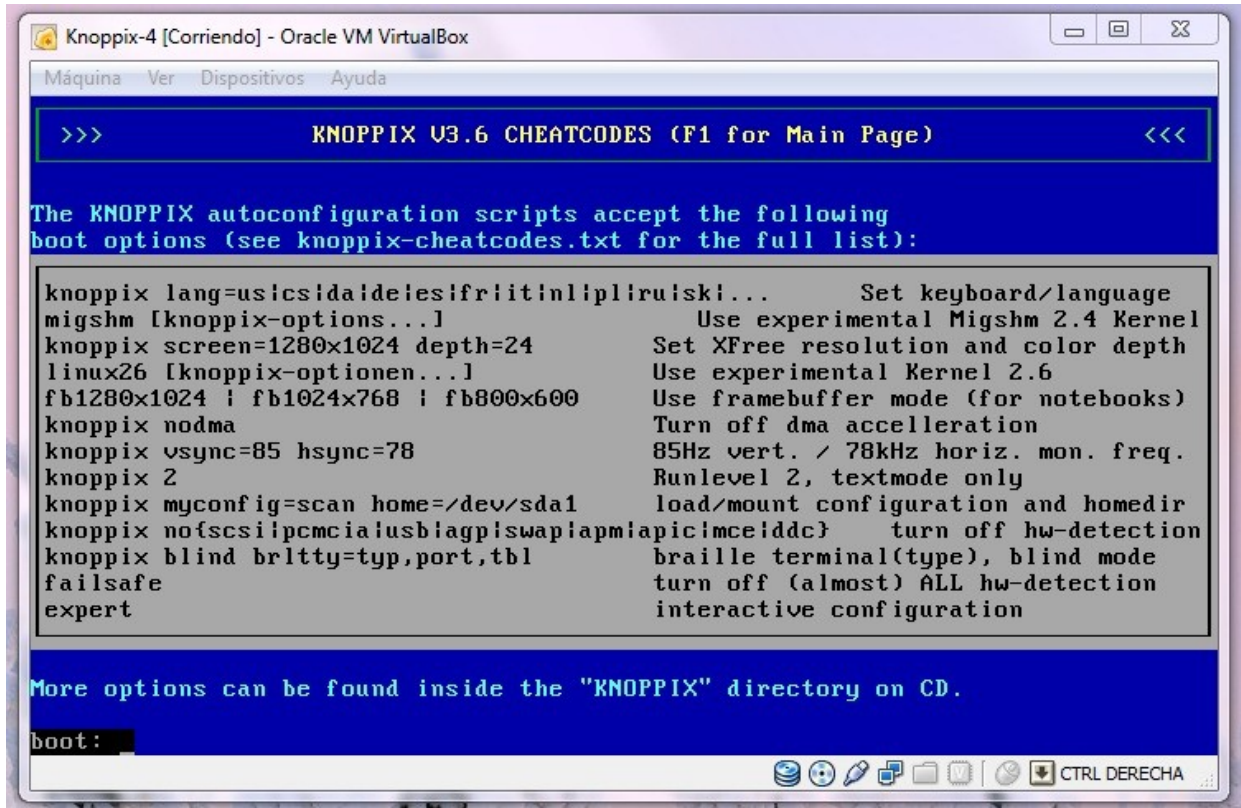 Knoppix-4 [Corriendo] - Oracle VM VirtualBox
Máquina Ver Dispositivos Ayuda
>>> KNOPPIX V3.6 CHEATCODES (F1 for Main Page) <<<
The KNOPPIX autoconfiguration scripts accept the following
boot options (see knoppix-cheatcodes.txt for the full list):
knoppix lang=us|cs|da|de|es|fr|it|nl|pl|ru|sk|... Set keyboard/language
migshm [knoppix-options...] Use experimental Migshm 2.4 Kernel
knoppix screen=1280x1024 depth=24 Set XFree resolution and color depth
linux26 [knoppix-optionen...] Use experimental Kernel 2.6
fb1280x1024 | fb1024x768 | fb800x600 Use framebuffer mode (for notebooks)
knoppix nodma Turn off dma accelleration
knoppix vsync=85 hsync=78 85Hz vert. / 78kHz horiz. mon. freq.
knoppix 2 Runlevel 2, textmode only
knoppix myconfig=scan home=/dev/sda1 load/mount configuration and homedir
knoppix no{scsi|pcmcia|usb|agp|swap|apm|apic|mce|ddc} turn off hw-detection
knoppix blind brltty=typ,port,tbl braille terminal(type), blind mode
failsafe turn off (almost) ALL hw-detection
expert interactive configuration
More options can be found inside the "KNOPPIX" directory on CD.
boot: _
CTRL DERECHA